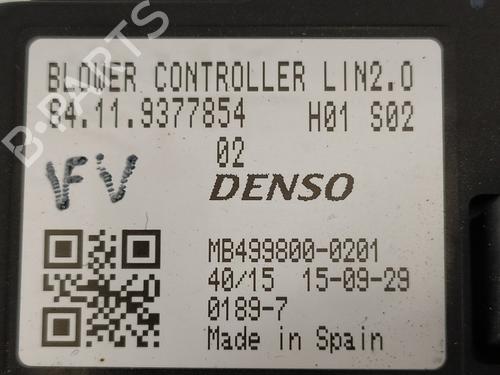 BLOWER CONTROLLER LIN2.0
64.11.9377854 H01 S02
02
FV
DENSO
MB499800-0201
40/15 15-09-29
0189-7
Made in Spain
B-PARTS